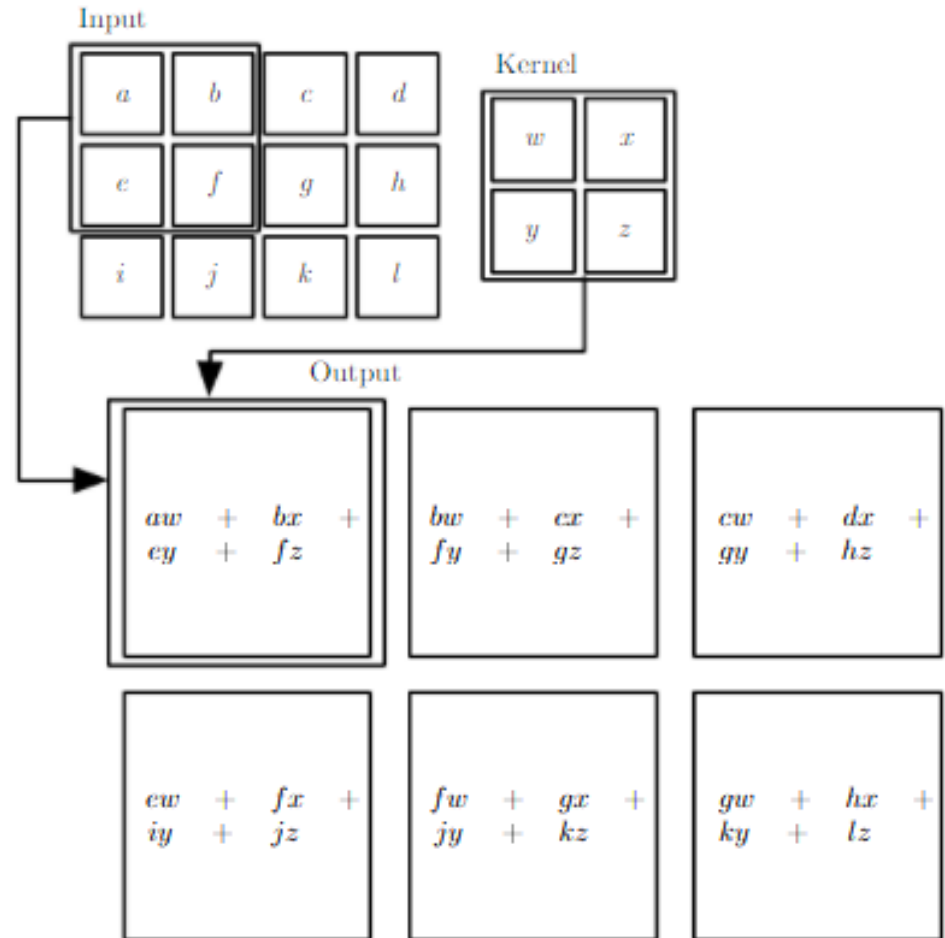 Input
Kernel
a b c d
w x
e f g h
y z
i j k l
Output
aw + bx +
ey + fz
bw + cx +
fy + gz
cw + dx +
gy + hz
ew + fx +
iy + jz
fw + gx +
jy + kz
gw + hx +
ky + lz